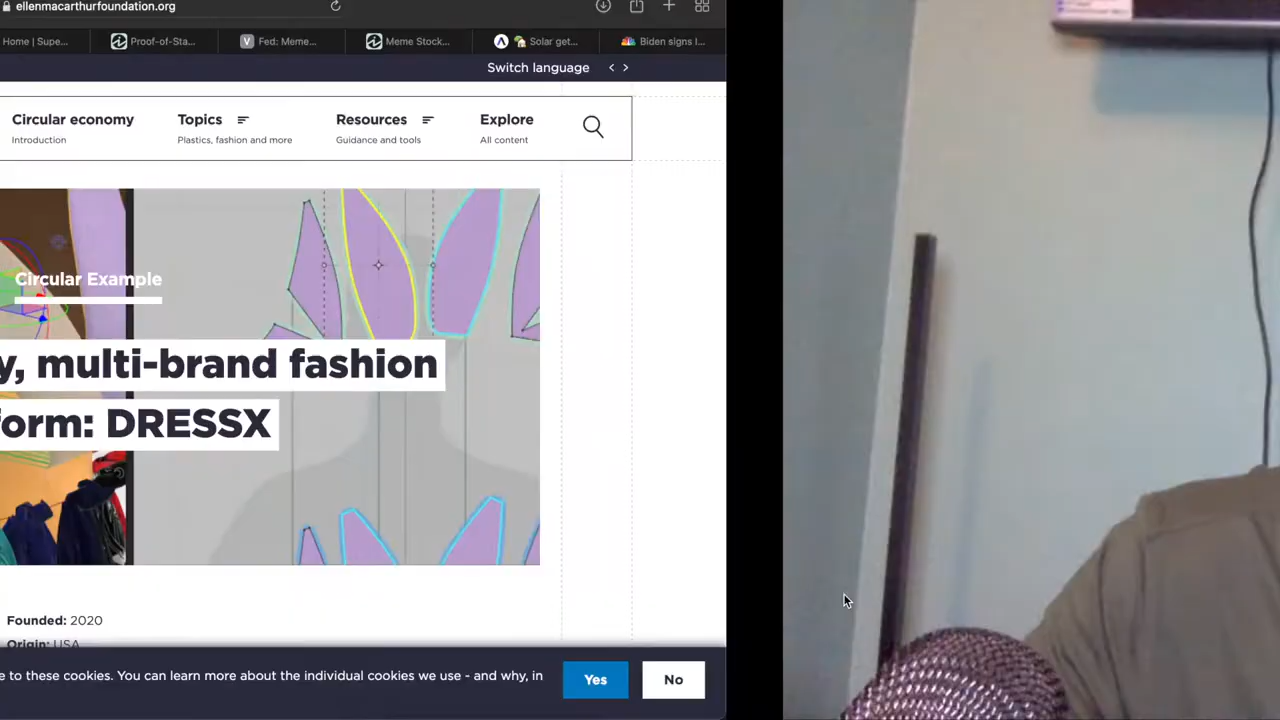 ellenmacarthurfoundation.org
Home | Supe... Proof-of-Sta... Fed: Meme... Meme Stock... Solar get... Biden signs I...
Switch language
Circular economy Topics Resources Explore
Introduction Plastics, fashion and more Guidance and tools All content
Circular Example
y, multi-brand fashion
form: DRESSX
Founded: 2020
Origin: USA
e to these cookies. You can learn more about the individual cookies we use - and why, in
Yes No